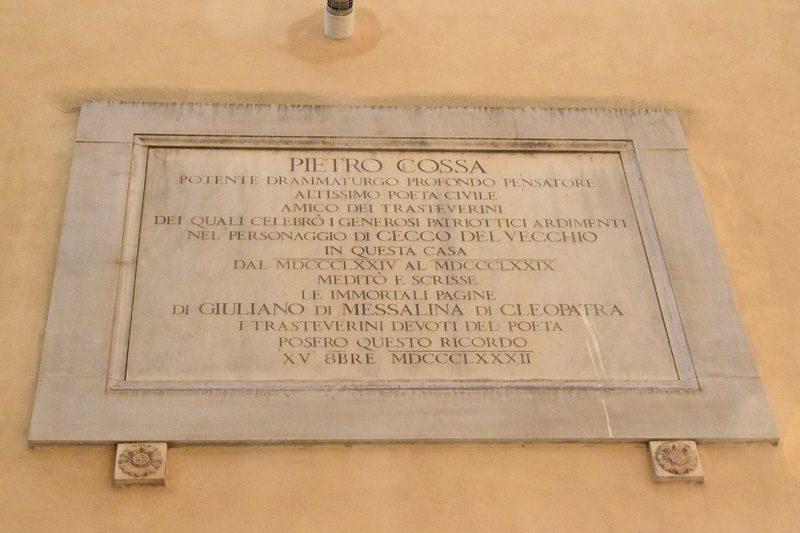 PIETRO COSSA
POTENTE DRAMMATURGO PROFONDO PENSATORE
ALTISSIMO POETA CIVILE
AMICO DEI TRASTEVERINI
DEI QUALI CELEBRÒ I GENEROSI PATRIOTTICI ARDIMENTI
NEL PERSONAGGIO DI CECCO DEL VECCHIO
IN QUESTA CASA
DAL MDCCCLXXIV AL MDCCCLXXIX
MEDITÒ E SCRISSE
LE IMMORTALI PAGINE
DI GIULIANO DI MESSALINA DI CLEOPATRA
I TRASTEVERINI DEVOTI DEL POETA
POSERO QUESTO RICORDO
XV 8BRE MDCCCLXXXII